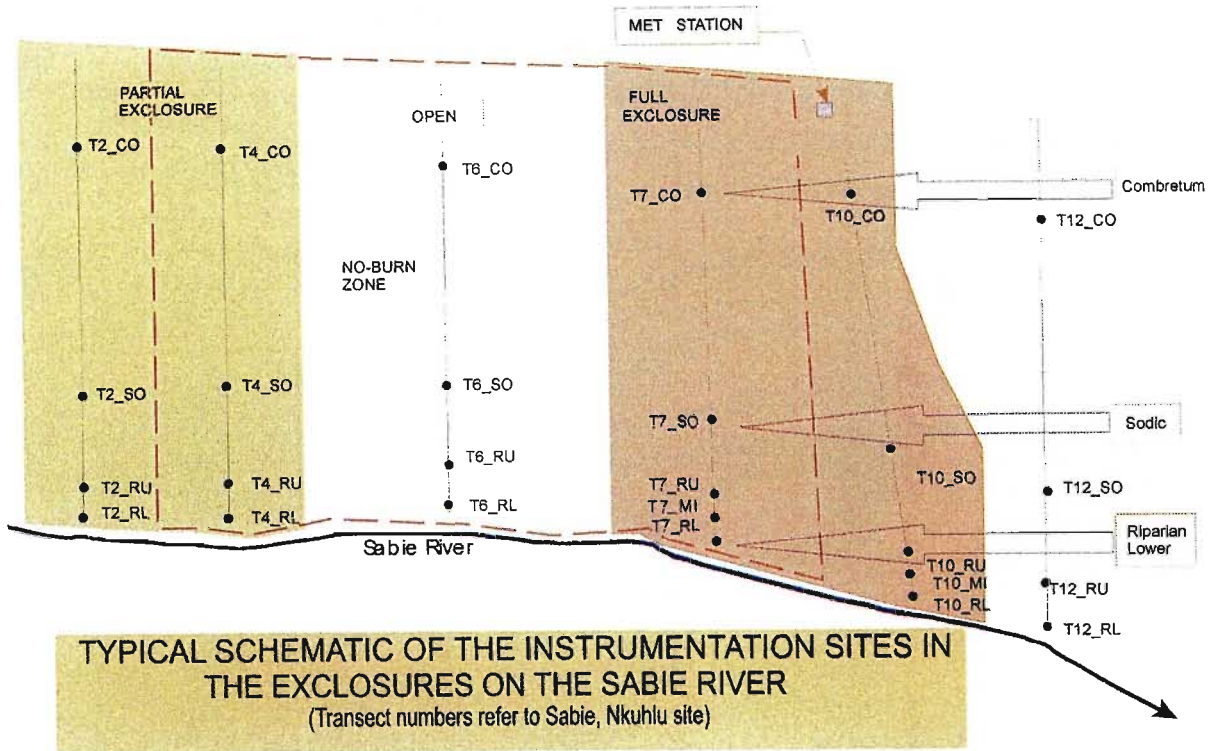 MET STATION
PARTIAL
EXCLOSURE
OPEN
FULL
EXCLOSURE
T2_CO
T4_CO
T6_CO
T7_CO
T10_CO
T12_CO
Combretum
NO-BURN
ZONE
T2_SO
T4_SO
T6_SO
T7_SO
T10_SO
T12_SO
Sodic
T2_RU
T4_RU
T6_RU
T7_RU
T7_MI
T7_RL
T2_RL
T4_RL
T6_RL
Sabie River
Riparian
Lower
T10_RU
T10_MI
T10_RL
T12_RU
T12_RL
TYPICAL SCHEMATIC OF THE INSTRUMENTATION SITES IN
THE EXCLOSURES ON THE SABIE RIVER
(Transect numbers refer to Sabie, Nkuhlu site)